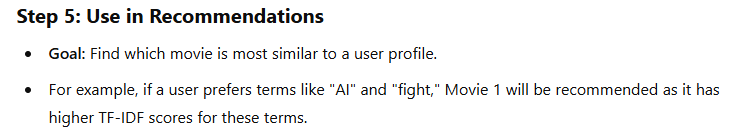 Step 5: Use in Recommendations
• Goal: Find which movie is most similar to a user profile.
• For example, if a user prefers terms like "AI" and "fight," Movie 1 will be recommended as it has
higher TF-IDF scores for these terms.